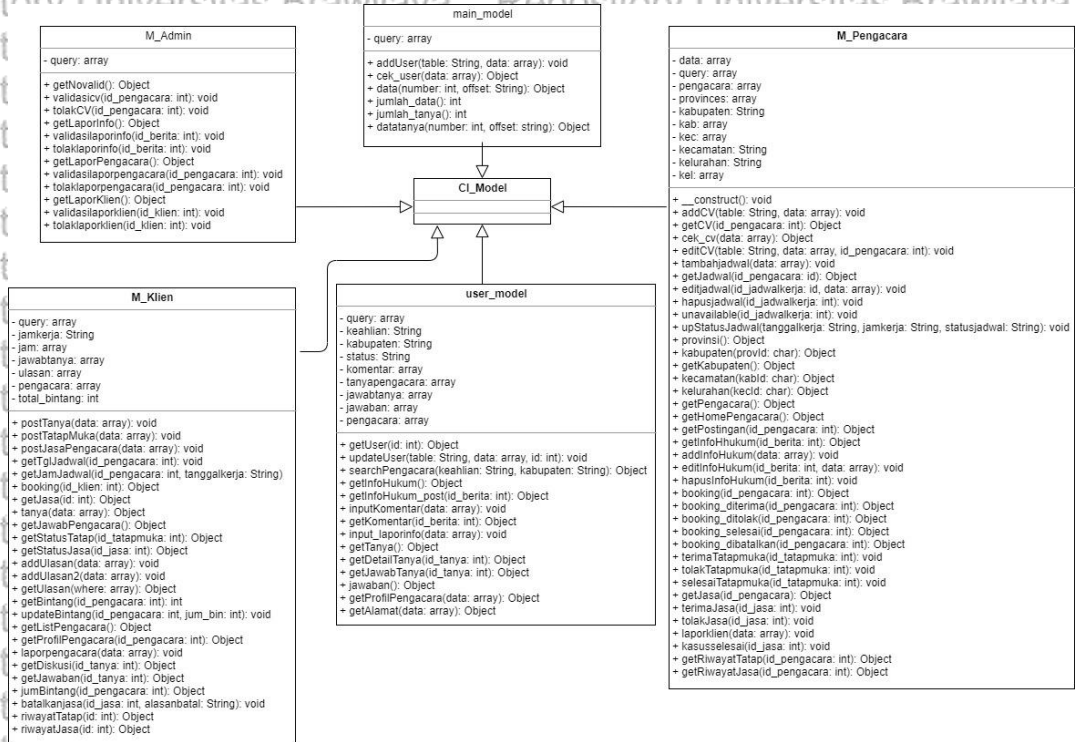 main_model
- query: array
+ addUser(table: String, data: array): void
+ cek_user(data: array): Object
+ data(number: int, offset: String): Object
+ jumlah_data(): int
+ jumlah_tanya(): int
+ datatanya(number: int, offset: string): Object
M_Admin
- query: array
+ getNovalid(): Object
+ validasicv(id_pengacara: int): void
+ tolakCV(id_pengacara: int): void
+ getLaporInfo(): Object
+ validasilaporinfo(id_berita: int): void
+ tolaklaporinfo(id_berita: int): void
+ getLaporPengacara(): Object
+ validasilaporpengacara(id_pengacara: int): void
+ tolaklaporpengacara(id_pengacara: int): void
+ getLaporKlien(): Object
+ validasilaporklien(id_klien: int): void
+ tolaklaporklien(id_klien: int): void
CI_Model
M_Pengacara
- data: array
- query: array
- pengacara: array
- provinces: array
- kabupaten: String
- kab: array
- kec: array
- kecamatan: String
- kelurahan: String
- kel: array
+ __construct(): void
+ addCV(table: String, data: array): void
+ getCV(id_pengacara: int): Object
+ cek_cv(data: array): Object
+ editCV(table: String, data: array, id_pengacara: int): void
+ tambahjadwal(data: array): void
+ getJadwal(id_pengacara: id): Object
+ editjadwal(id_jadwalkerja: id, data: array): void
+ hapusjadwal(id_jadwalkerja: int): void
+ unavailable(id_jadwalkerja: int): void
+ upStatusJadwal(tanggalkerja: String, jamkerja: String, statusjadwal: String): void
+ provinsi(): Object
+ kabupaten(provId: char): Object
+ getKabupaten(): Object
+ kecamatan(kabId: char): Object
+ kelurahan(kecId: char): Object
+ getPengacara(): Object
+ getHomePengacara(): Object
+ getPostingan(id_pengacara: int): Object
+ getInfoHhukum(id_berita: int): Object
+ addInfoHukum(data: array): void
+ editInfoHukum(id_berita: int, data: array): void
+ hapusInfoHukum(id_berita: int): void
+ booking(id_pengacara: int): Object
+ booking_diterima(id_pengacara: int): Object
+ booking_ditolak(id_pengacara: int): Object
+ booking_selesai(id_pengacara: int): Object
+ booking_dibatalkan(id_pengacara: int): Object
+ terimaTatapmuka(id_tatapmuka: int): void
+ tolakTatapmuka(id_tatapmuka: int): void
+ selesaiTatapmuka(id_tatapmuka: int): void
+ getJasa(id_pengacara): Object
+ terimaJasa(id_jasa: int): void
+ tolakJasa(id_jasa: int): void
+ laporklien(data: array): void
+ kasusselesai(id_jasa: int): void
+ getRiwayatTatap(id_pengacara: int): Object
+ getRiwayatJasa(id_pengacara: int): Object
M_Klien
- query: array
- jamkerja: String
- jam: array
- jawabtanya: array
- ulasan: array
- pengacara: array
- total_bintang: int
+ postTanya(data: array): void
+ postTatapMuka(data: array): void
+ postJasaPengacara(data: array): void
+ getTglJadwal(id_pengacara: int): void
+ getJamJadwal(id_pengacara: int, tanggalkerja: String)
+ booking(id_klien: int): Object
+ getJasa(id: int): Object
+ tanya(data: array): Object
+ getJawabPengacara(): Object
+ getStatusTatap(id_tatapmuka: int): Object
+ getStatusJasa(id_jasa: int): Object
+ addUlasan(data: array): void
+ addUlasan2(data: array): void
+ getUlasan(where: array): Object
+ getBintang(id_pengacara: int): int
+ updateBintang(id_pengacara: int, jum_bin: int): void
+ getListPengacara(): Object
+ getProfilPengacara(id_pengacara: int): Object
+ laporpengacara(data: array): void
+ getDiskusi(id_tanya: int): Object
+ getJawaban(id_tanya: int): Object
+ jumBintang(id_pengacara: int): Object
+ batalkanjasa(id_jasa: int, alasanbatal: String): void
+ riwayatTatap(id: int): Object
+ riwayatJasa(id: int): Object
user_model
- query: array
- keahlian: String
- kabupaten: String
- status: String
- komentar: array
- tanyapengacara: array
- jawabtanya: array
- jawaban: array
- pengacara: array
+ getUser(id: int): Object
+ updateUser(table: String, data: array, id: int): void
+ searchPengacara(keahlian: String, kabupaten: String): Object
+ getInfoHukum(): Object
+ getInfoHukum_post(id_berita: int): Object
+ inputKomentar(data: array): void
+ getKomentar(id_berita: int): Object
+ input_laporinfo(data: array): void
+ getTanya(): Object
+ getDetailTanya(id_tanya: int): Object
+ getJawabTanya(id_tanya: int): Object
+ jawaban(): Object
+ getProfilPengacara(data: array): Object
+ getAlamat(data: array): Object